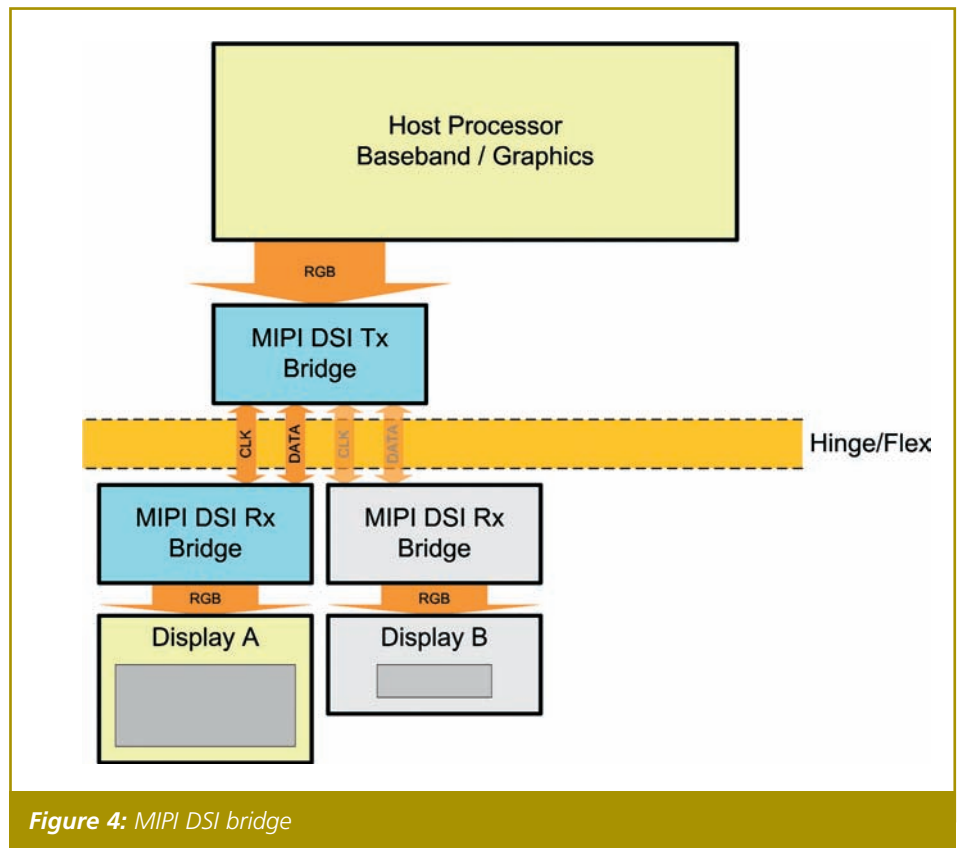 Host Processor
Baseband / Graphics
RGB
MIPI DSI Tx
Bridge
CLK
DATA
CLK
DATA
Hinge/Flex
MIPI DSI Rx
Bridge
MIPI DSI Rx
Bridge
RGB
RGB
Display A
Display B
Figure 4: MIPI DSI bridge